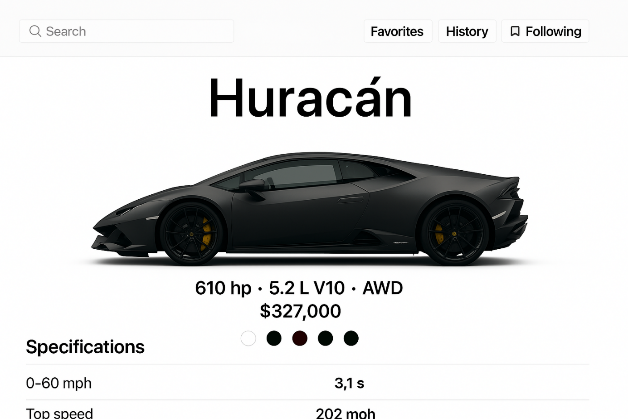 Search
Favorites
History
Following
Huracán
610 hp · 5.2 L V10 · AWD
$327,000
Specifications
0-60 mph
3,1 s
Top speed
202 moh